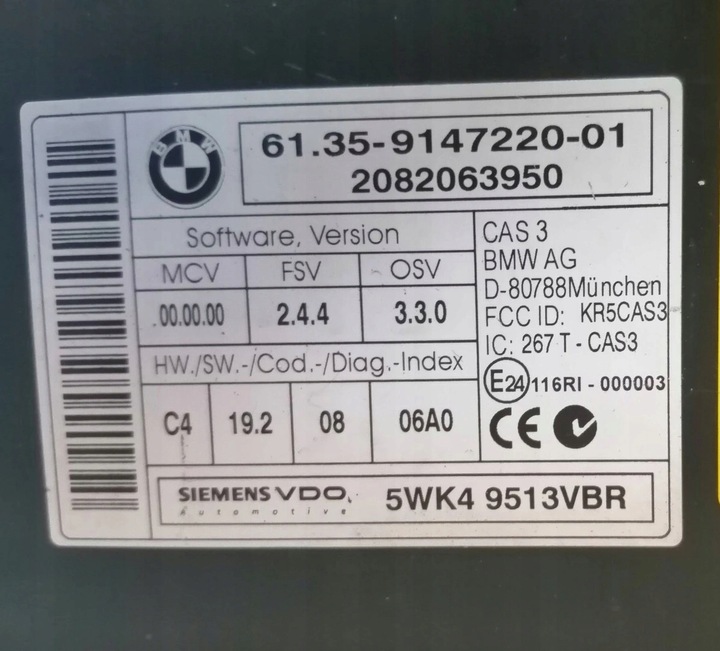 BMW
61.35-9147220-01
2082063950
Software, Version
MCV FSV OSV
.00.00.00 2.4.4 3.3.0
HW./SW.-/Cod.-/Diag.-Index
C4 19.2 08 06A0
CAS 3
BMW AG
D-80788München
FCC ID: KR5CAS3
IC: 267 T - CAS3
E24 116RI - 000003
CE
SIEMENS VDO
Automotive
5WK4 9513VBR